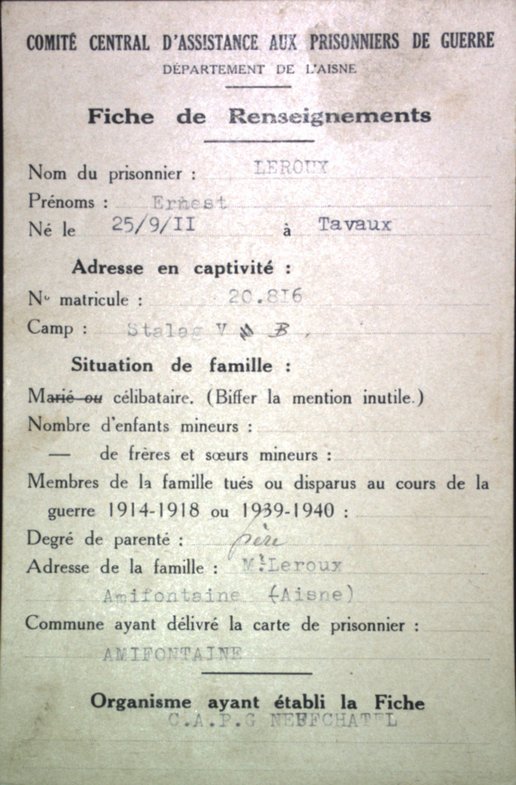 COMITÉ CENTRAL D'ASSISTANCE AUX PRISONNIERS DE GUERRE
DÉPARTEMENT DE L'AISNE
Fiche de Renseignements
Nom du prisonnier : LEROUX
Prénoms : Ernest
Né le 25/9/II à Tavaux
Adresse en captivité :
N° matricule : 20.816
Camp : Stalag V B .
Situation de famille :
Marié ou célibataire. (Biffer la mention inutile.)
Nombre d'enfants mineurs :
— de frères et sœurs mineurs :
Membres de la famille tués ou disparus au cours de la
guerre 1914-1918 ou 1939-1940 :
Degré de parenté : père
Adresse de la famille : Mr Leroux
Amifontaine (Aisne)
Commune ayant délivré la carte de prisonnier :
AMIFONTAINE
Organisme ayant établi la Fiche
C.A.P.G NEUFCHATEL